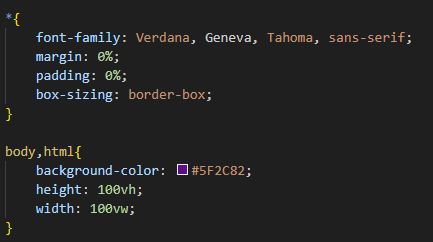 *{
    font-family: Verdana, Geneva, Tahoma, sans-serif;
    margin: 0%;
    padding: 0%;
    box-sizing: border-box;
}

body,html{
    background-color: #5F2C82;
    height: 100vh;
    width: 100vw;
}